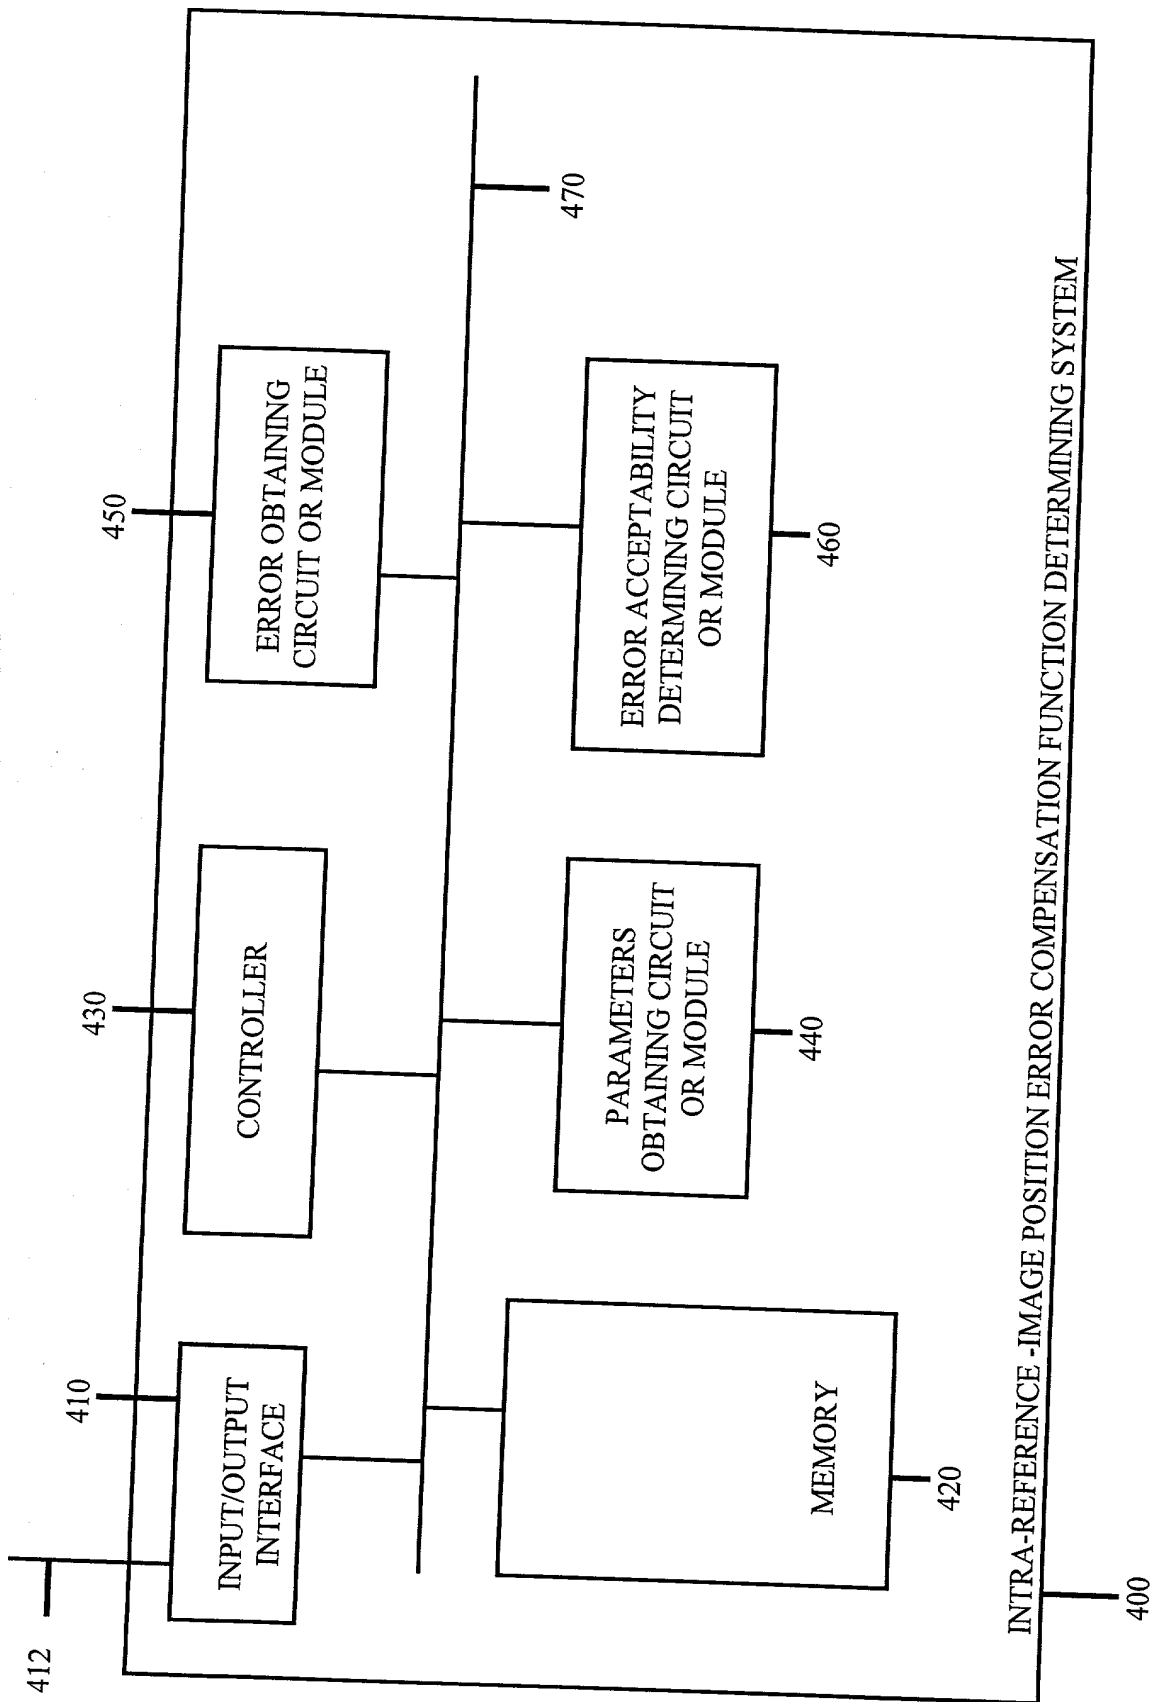 412
410
430
450
INPUT/OUTPUT
INTERFACE
CONTROLLER
ERROR OBTAINING
CIRCUIT OR MODULE
470
MEMORY
PARAMETERS
OBTAINING CIRCUIT
OR MODULE
ERROR ACCEPTABILITY
DETERMINING CIRCUIT
OR MODULE
420
440
460
INTRA-REFERENCE -IMAGE POSITION ERROR COMPENSATION FUNCTION DETERMINING SYSTEM
400